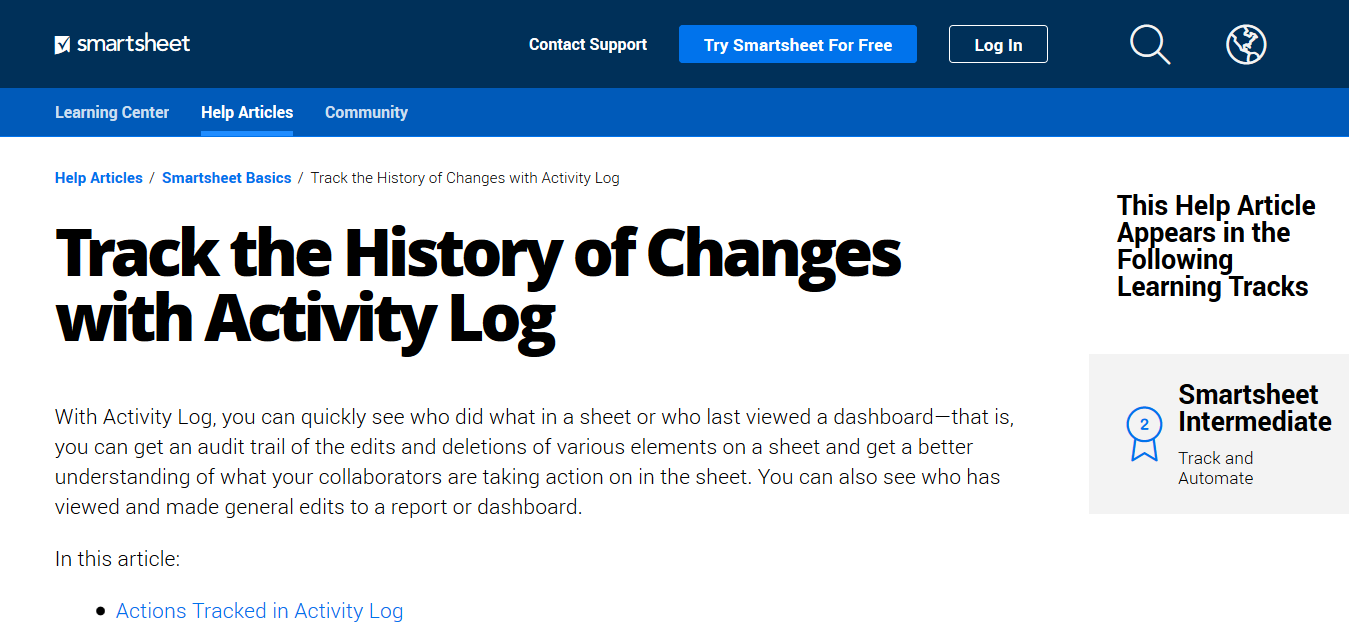 smartsheet
Contact Support
Try Smartsheet For Free
Log In
Learning Center
Help Articles
Community
Help Articles / Smartsheet Basics / Track the History of Changes with Activity Log
Track the History of Changes
with Activity Log
With Activity Log, you can quickly see who did what in a sheet or who last viewed a dashboard—that is,
you can get an audit trail of the edits and deletions of various elements on a sheet and get a better
understanding of what your collaborators are taking action on in the sheet. You can also see who has
viewed and made general edits to a report or dashboard.
In this article:
• Actions Tracked in Activity Log
This Help Article
Appears in the
Following
Learning Tracks
2
Smartsheet
Intermediate
Track and
Automate